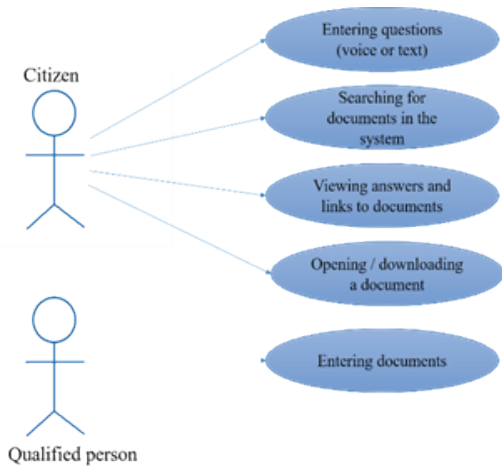 Citizen
Entering questions
(voice or text)
Searching for
documents in the
system
Viewing answers and
links to documents
Opening / downloading
a document
Entering documents
Qualified person